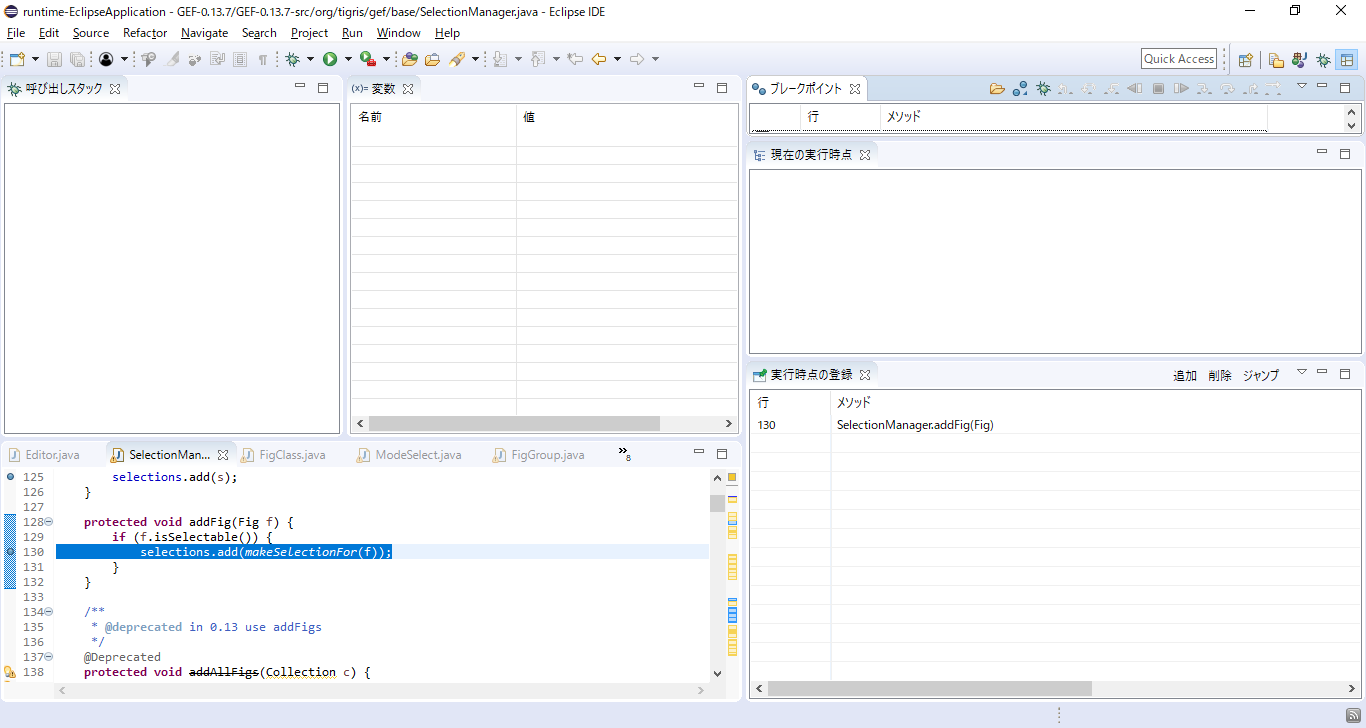 runtime-EclipseApplication - GEF-0.13.7/GEF-0.13.7-src/org/tigris/gef/base/SelectionManager.java - Eclipse IDE
File Edit Source Refactor Navigate Search Project Run Window Help
Quick Access
呼び出しスタック
(x)= 変数
名前 値
ブレークポイント
行 メソッド
現在の実行時点
実行時点の登録 追加 削除 ジャンプ
行 メソッド
130 SelectionManager.addFig(Fig)
Editor.java SelectionMan... FigClass.java ModeSelect.java FigGroup.java »8
125 selections.add(s);
126 }
127
128 protected void addFig(Fig f) {
129 if (f.isSelectable()) {
130 selections.add(makeSelectionFor(f));
131 }
132 }
133
134 /**
135 * @deprecated in 0.13 use addFigs
136 */
137 @Deprecated
138 protected void addAllFigs(Collection c) {